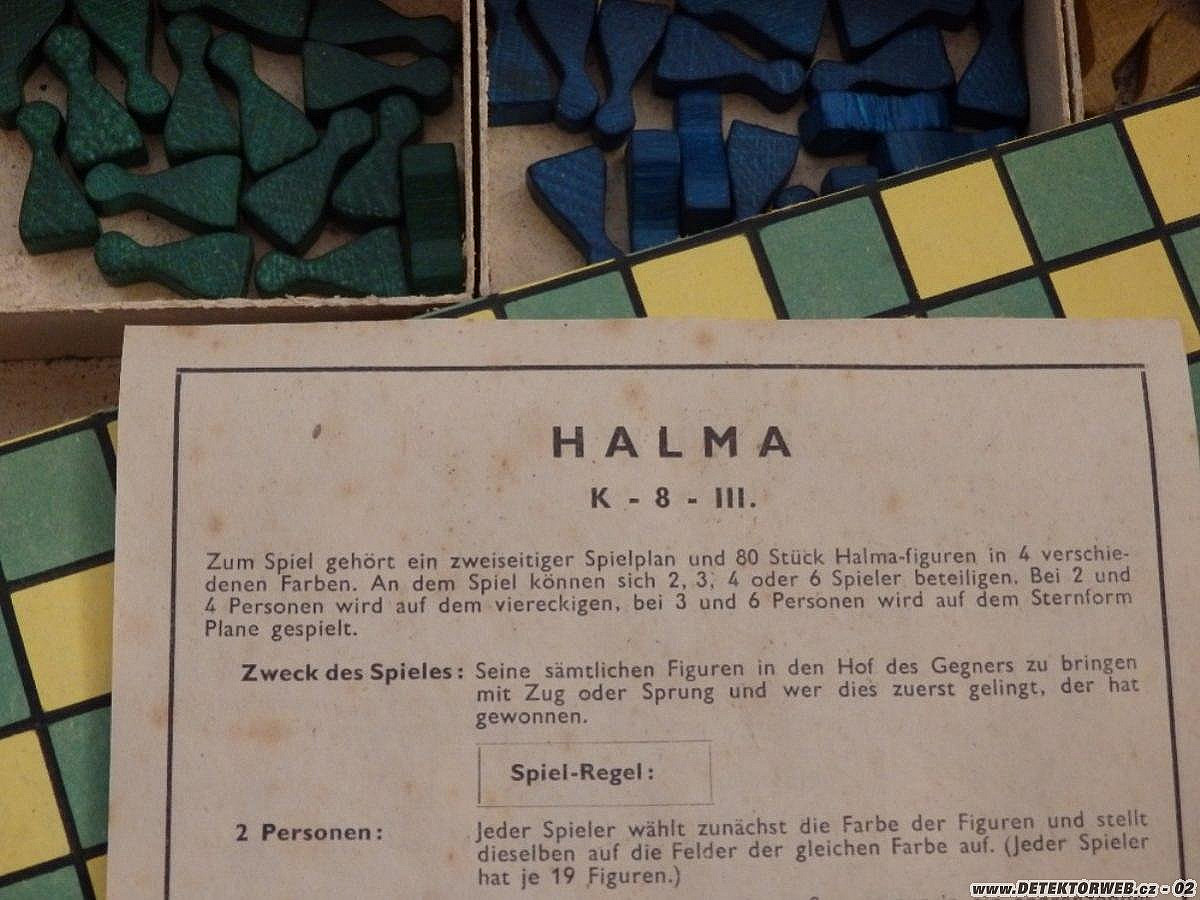 HALMA
K - 8 - III.
Zum Spiel gehört ein zweiseitiger Spielplan und 80 Stück Halma-figuren in 4 verschie-
denen Farben. An dem Spiel können sich 2, 3, 4 oder 6 Spieler beteiligen. Bei 2 und
4 Personen wird auf dem viereckigen, bei 3 und 6 Personen wird auf dem Sternform
Plane gespielt.
Zweck des Spieles: Seine sämtlichen Figuren in den Hof des Gegners zu bringen
mit Zug oder Sprung und wer dies zuerst gelingt, der hat
gewonnen.
Spiel-Regel:
2 Personen: Jeder Spieler wählt zunächst die Farbe der Figuren und stellt
dieselben auf die Felder der gleichen Farbe auf. (Jeder Spieler
hat je 19 Figuren.)
www.DETEKTORWEB.cz - 02